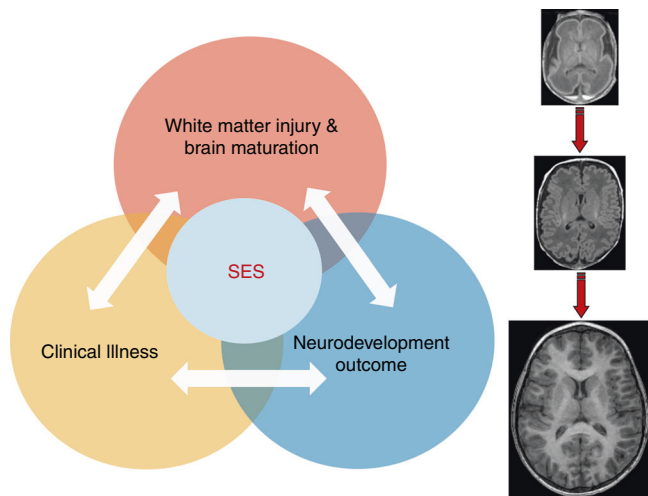 White matter injury &
brain maturation
SES
Clinical Illness
Neurodevelopment
outcome